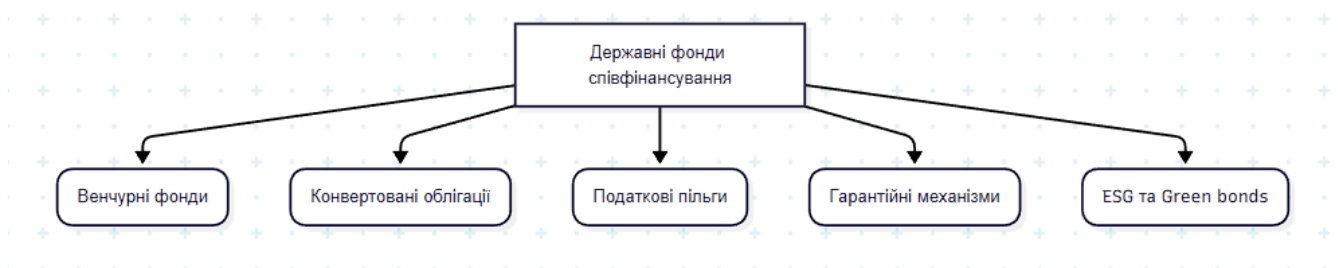 Державні фонди
співфінансування
Венчурні фонди
Конвертовані облігації
Податкові пільги
Гарантійні механізми
ESG та Green bonds